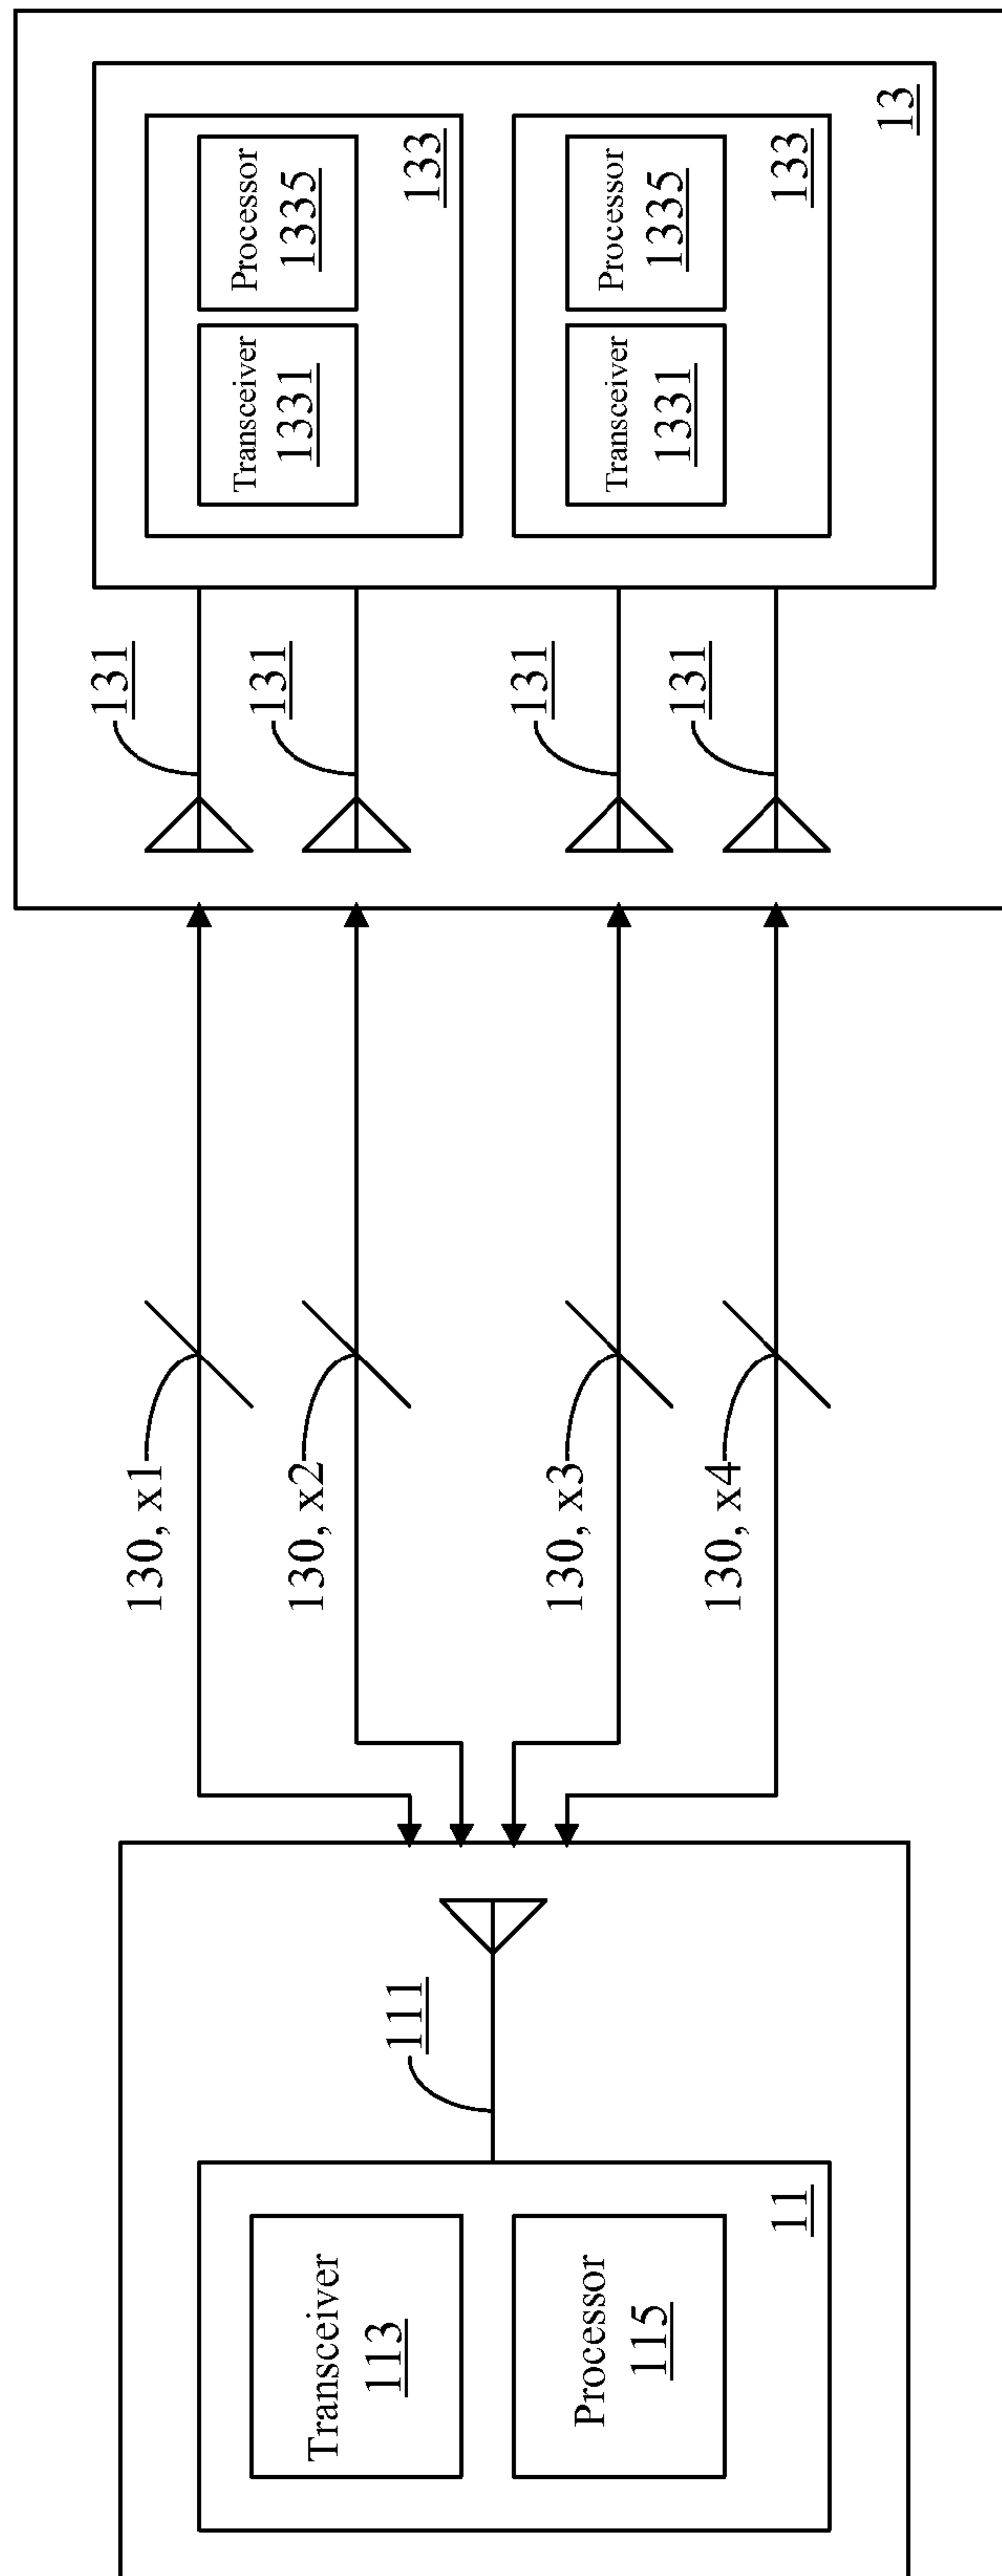 Transceiver
113
Processor
115
11
111
130, x1
130, x2
130, x3
130, x4
131
131
131
131
Transceiver
1331
Processor
1335
133
Transceiver
1331
Processor
1335
133
13